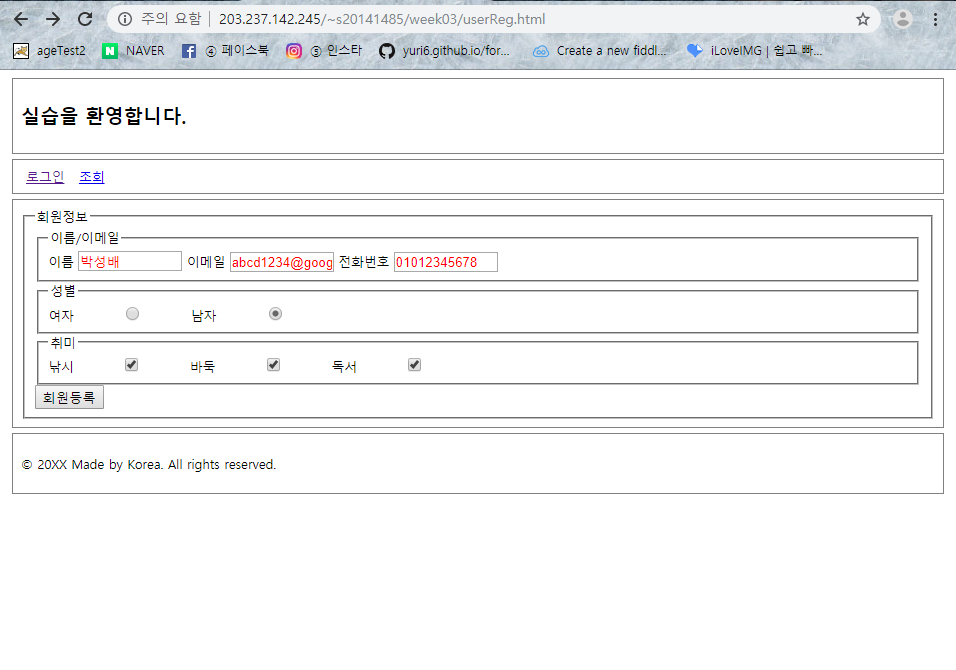 주의 요함 | 203.237.142.245/~s20141485/week03/userReg.html
ageTest2 NAVER ④ 페이스북 ⑤ 인스타 yuri6.github.io/for... Create a new fiddl... iLoveIMG | 쉽고 빠...
실습을 환영합니다.
로그인 조회
회원정보
이름/이메일
이름 박성배 이메일 abcd1234@goog 전화번호 01012345678
성별
여자 남자
취미
낚시 바둑 독서
회원등록
© 20XX Made by Korea. All rights reserved.